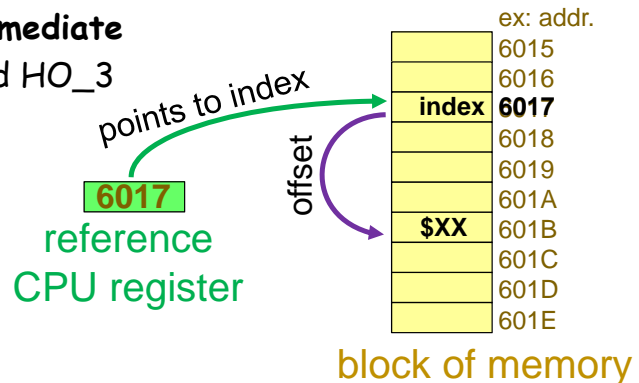 mediate
d HO_3
points to index
6017
reference
CPU register
offset
ex: addr.
6015
6016
index 6017
6018
6019
601A
$XX 601B
601C
601D
601E
block of memory